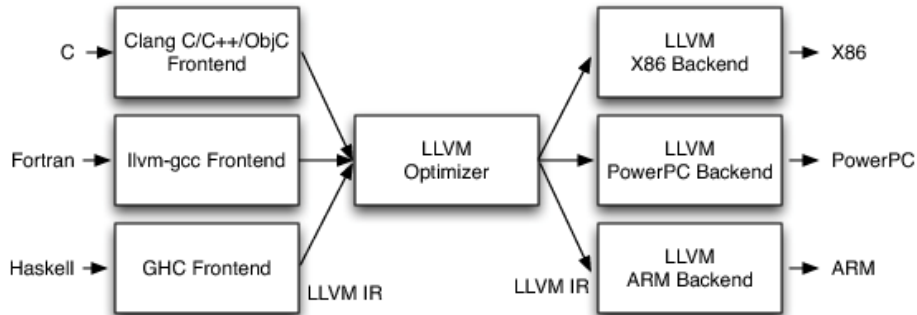 C
Clang C/C++/ObjC
Frontend
LLVM
X86 Backend
X86
Fortran
llvm-gcc Frontend
LLVM
Optimizer
LLVM
PowerPC Backend
PowerPC
Haskell
GHC Frontend
LLVM IR
LLVM IR
LLVM
ARM Backend
ARM